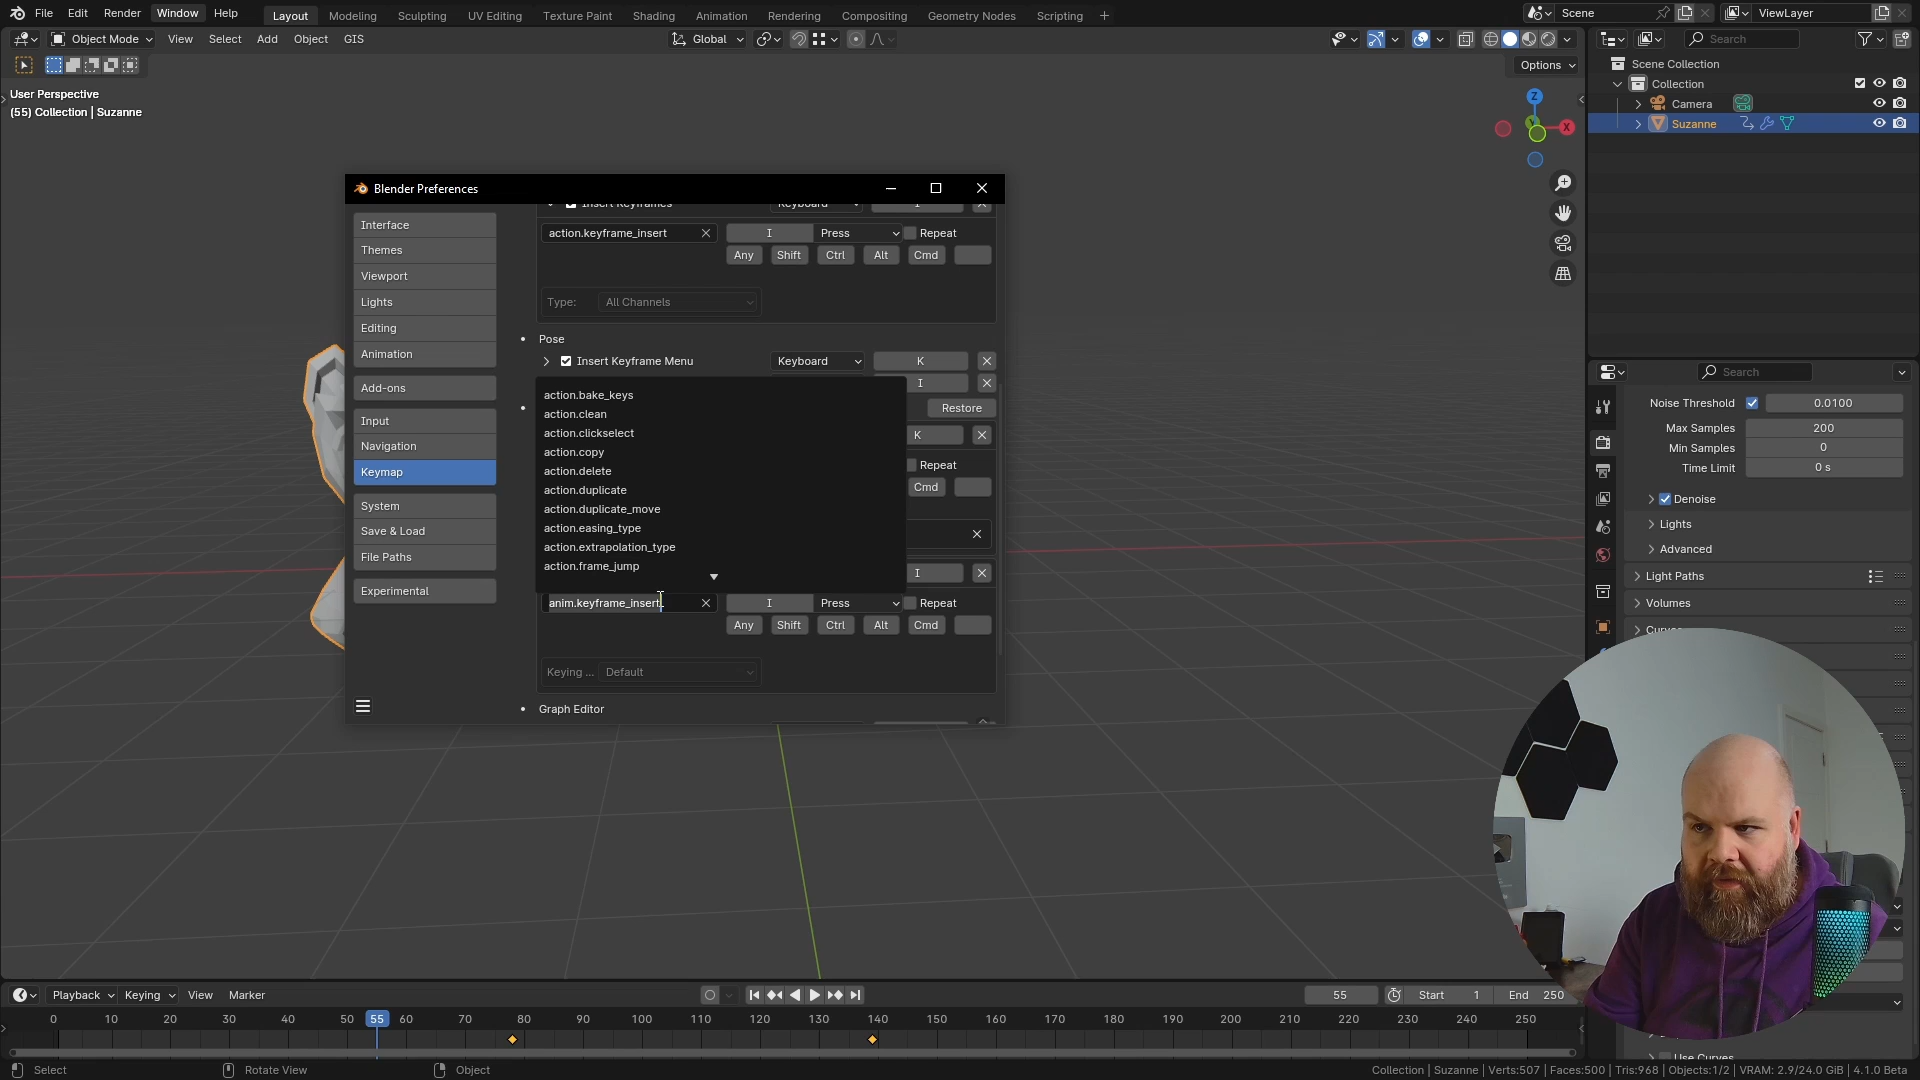 File Edit Render Window Help Layout Modeling Sculpting UV Editing Texture Paint Shading Animation Rendering Compositing Geometry Nodes Scripting + Scene ViewLayer
Object Mode View Select Add Object GIS Global Search
Options
User Perspective
(55) Collection | Suzanne
Z
X
Scene Collection
Collection
Camera
Suzanne
Blender Preferences
Interface
Themes
Viewport
Lights
Editing
Animation
Add-ons
Input
Navigation
Keymap
System
Save & Load
File Paths
Experimental
Insert Keyframes Keyboard I
action.keyframe_insert I Press Repeat
Any Shift Ctrl Alt Cmd
Type: All Channels
Pose
Insert Keyframe Menu Keyboard K
I
Restore
K
Repeat
Cmd
I
action.bake_keys
action.clean
action.clickselect
action.copy
action.delete
action.duplicate
action.duplicate_move
action.easing_type
action.extrapolation_type
action.frame_jump
anim.keyframe_insert I Press Repeat
Any Shift Ctrl Alt Cmd
Keying ... Default
Graph Editor
Search
Noise Threshold 0.0100
Max Samples 200
Min Samples 0
Time Limit 0 s
Denoise
Lights
Advanced
Light Paths
Volumes
Use Curves
Playback Keying View Marker 55 Start 1 End 250
0 10 20 30 40 50 55 60 70 80 90 100 110 120 130 140 150 160 170 180 190 200 210 220 230 240 250
Select Rotate View Object Collection | Suzanne | Verts:507 | Faces:500 | Tris:968 | Objects:1/2 | VRAM: 2.9/24.0 GiB | 4.1.0 Beta